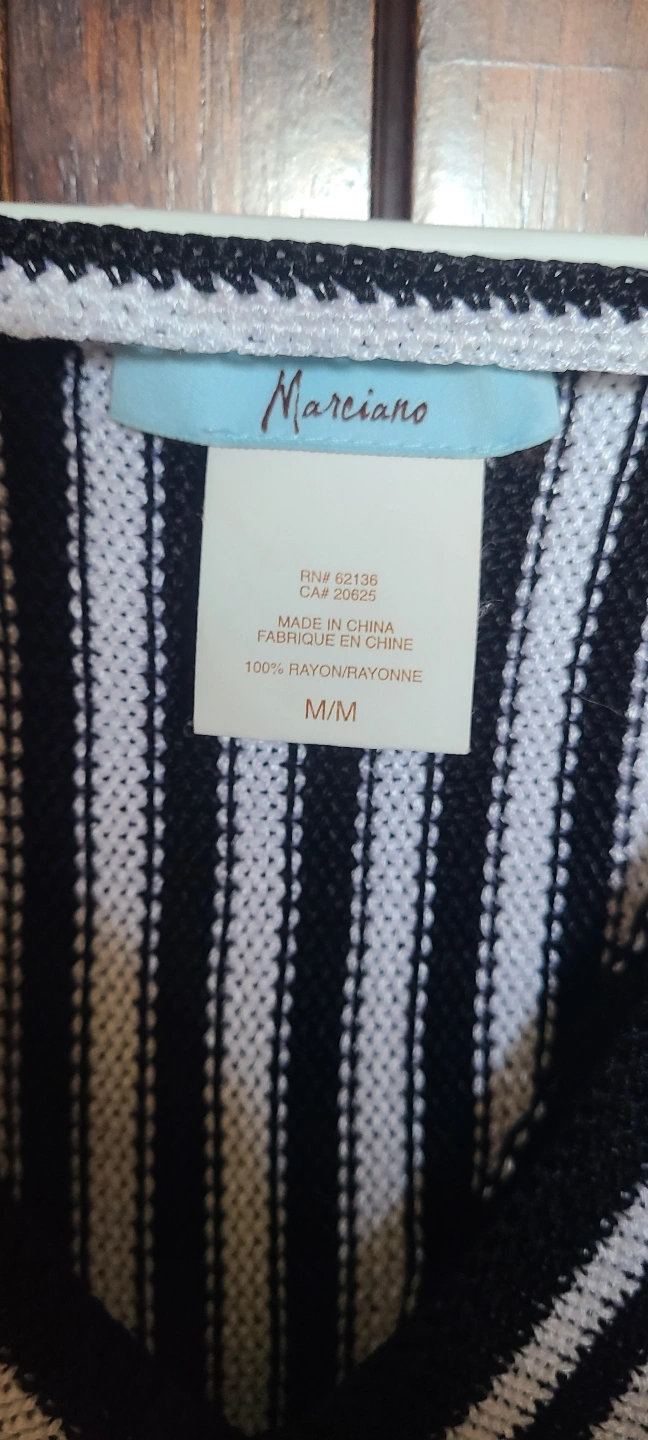 Marciano
RN# 62136
CA# 20625
MADE IN CHINA
FABRIQUE EN CHINE
100% RAYON/RAYONNE
M/M